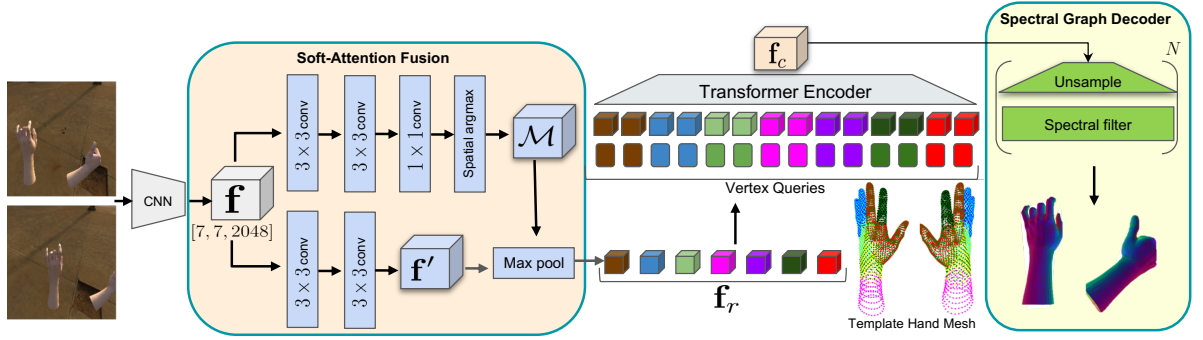 Soft-Attention Fusion
3 × 3 conv
3 × 3 conv
1 × 1 conv
Spatial argmax
M
CNN
f
[7, 7, 2048]
3 × 3 conv
3 × 3 conv
f'
Max pool
f_c
Transformer Encoder
Vertex Queries
f_r
Template Hand Mesh
Spectral Graph Decoder
N
Unsample
Spectral filter